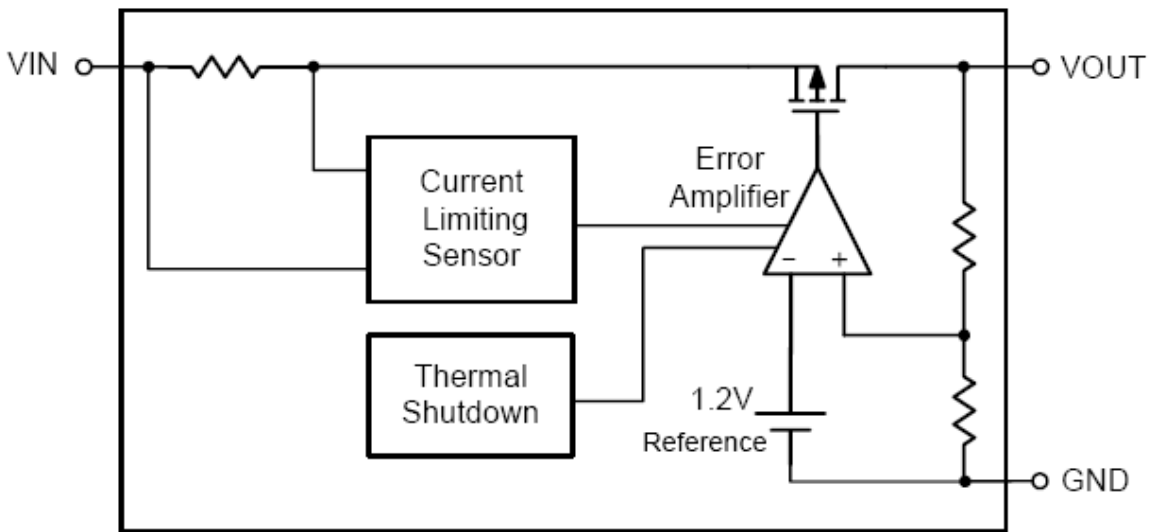 VIN
VOUT
Error
Amplifier
Current
Limiting
Sensor
- +
Thermal
Shutdown
1.2V
Reference
GND